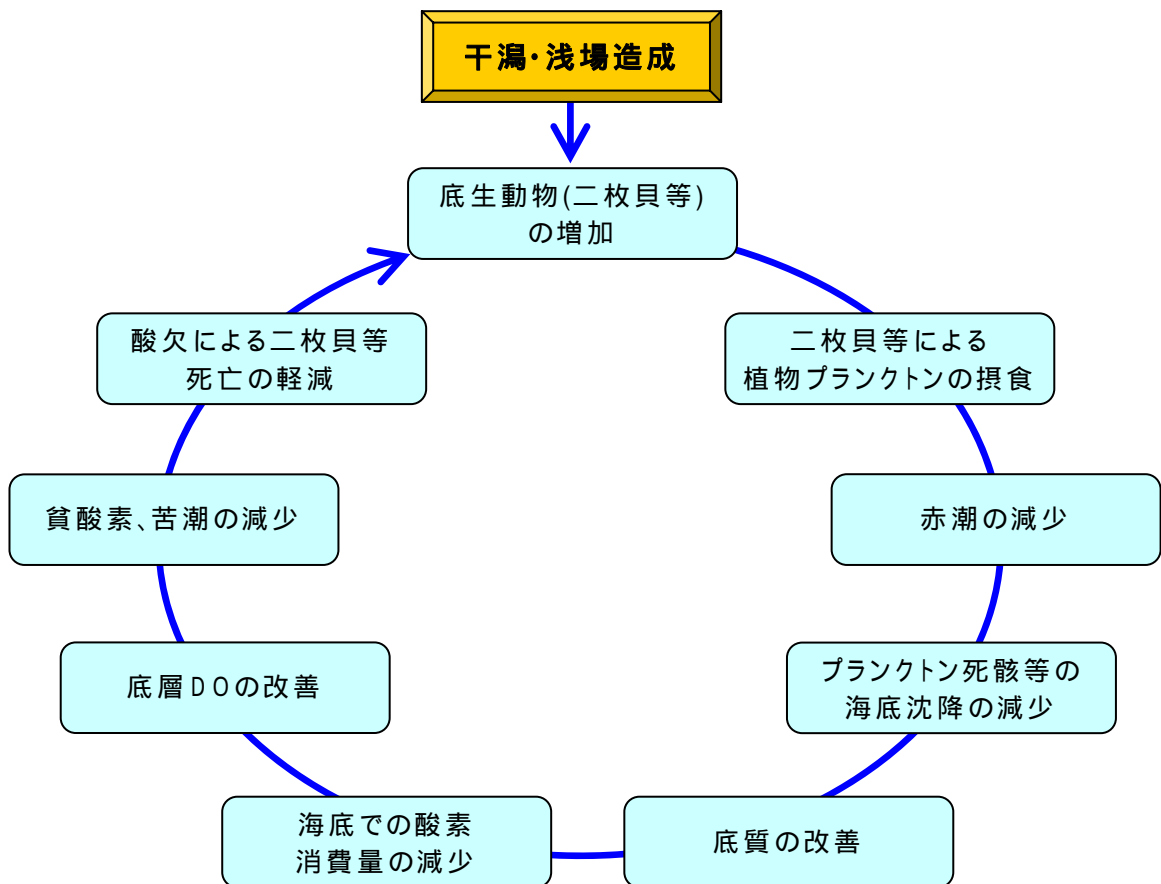 干潟・浅場造成
底生動物(二枚貝等)
の増加
二枚貝等による
植物プランクトンの摂食
赤潮の減少
プランクトン死骸等の
海底沈降の減少
底質の改善
海底での酸素
消費量の減少
底層DOの改善
貧酸素、苦潮の減少
酸欠による二枚貝等
死亡の軽減